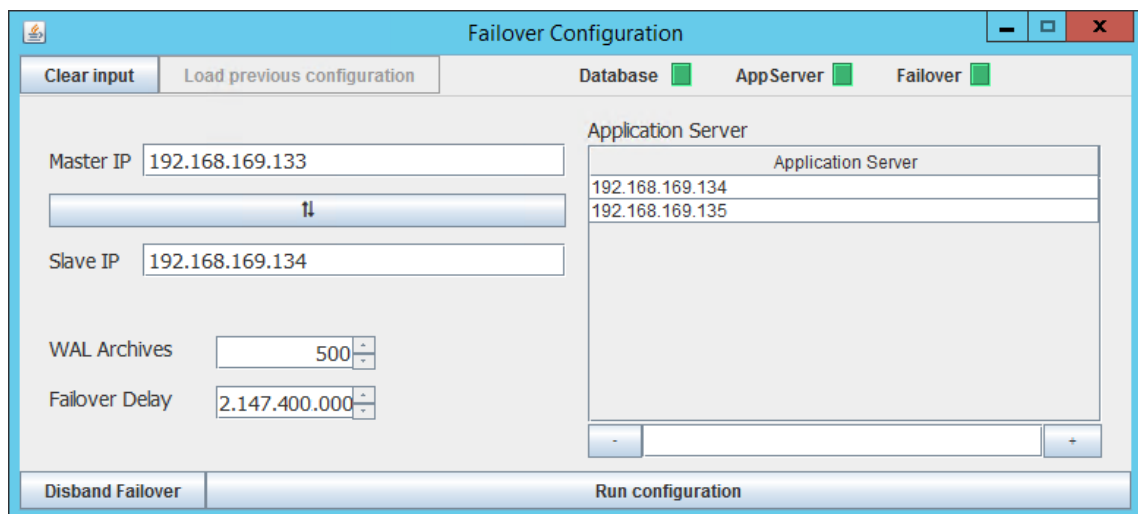 Failover Configuration
Clear input Load previous configuration Database AppServer Failover
Application Server
Master IP 192.168.169.133
Application Server
192.168.169.134
192.168.169.135
Slave IP 192.168.169.134
WAL Archives 500
Failover Delay 2.147.400.000
- +
Disband Failover Run configuration